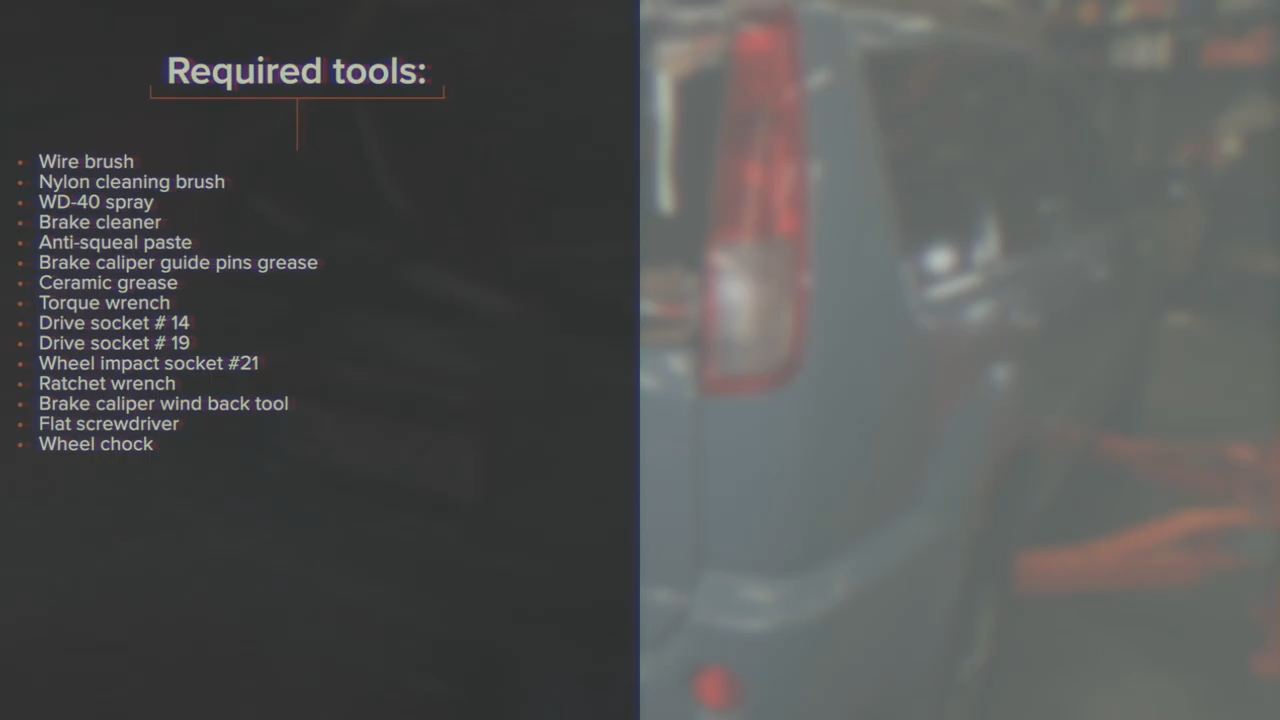 Required tools:
• Wire brush
• Nylon cleaning brush
• WD-40 spray
• Brake cleaner
• Anti-squeal paste
• Brake caliper guide pins grease
• Ceramic grease
• Torque wrench
• Drive socket # 14
• Drive socket # 19
• Wheel impact socket #21
• Ratchet wrench
• Brake caliper wind back tool
• Flat screwdriver
• Wheel chock